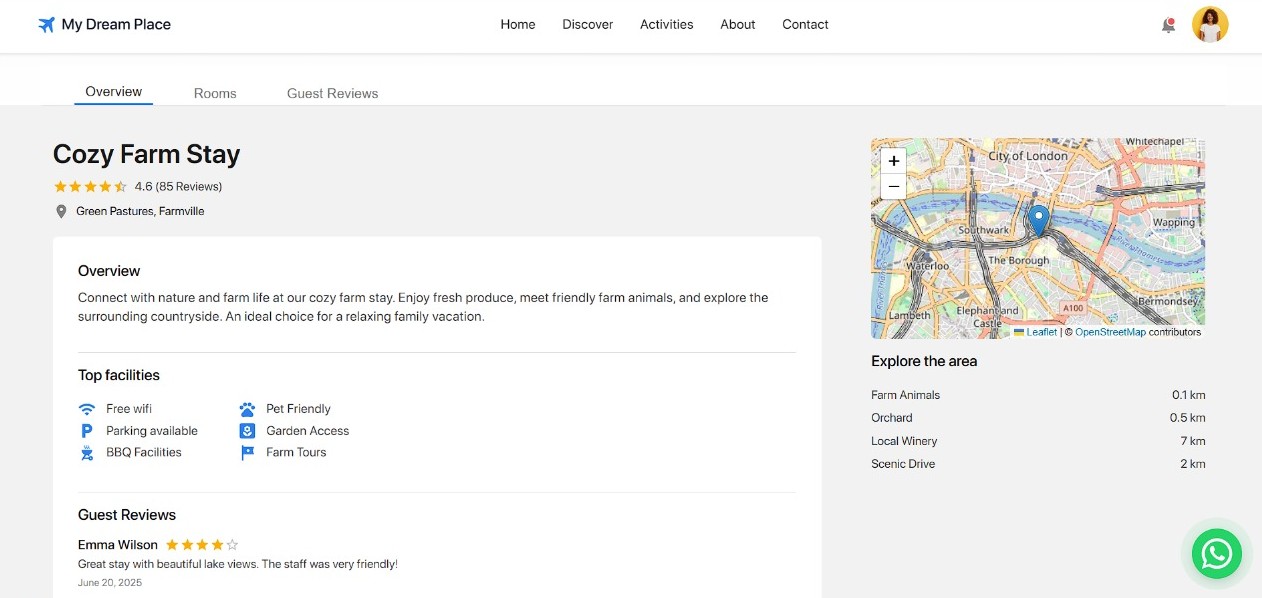 My Dream Place
Home
Discover
Activities
About
Contact
Overview
Rooms
Guest Reviews
Cozy Farm Stay
4.6 (85 Reviews)
Green Pastures, Farmville
Overview
Connect with nature and farm life at our cozy farm stay. Enjoy fresh produce, meet friendly farm animals, and explore the
surrounding countryside. An ideal choice for a relaxing family vacation.
Top facilities
Free wifi
Pet Friendly
P
Parking available
Garden Access
BBQ Facilities
Farm Tours
Guest Reviews
Emma Wilson
Great stay with beautiful lake views. The staff was very friendly!
June 20, 2025
+
−
Whitechapel
City of London
Wapping
Southwark
The Borough
Waterloo
Bermondsey
A100
Elephant and
Castle
Lambeth
Leaflet | © OpenStreetMap contributors
Explore the area
Farm Animals 0.1 km
Orchard 0.5 km
Local Winery 7 km
Scenic Drive 2 km